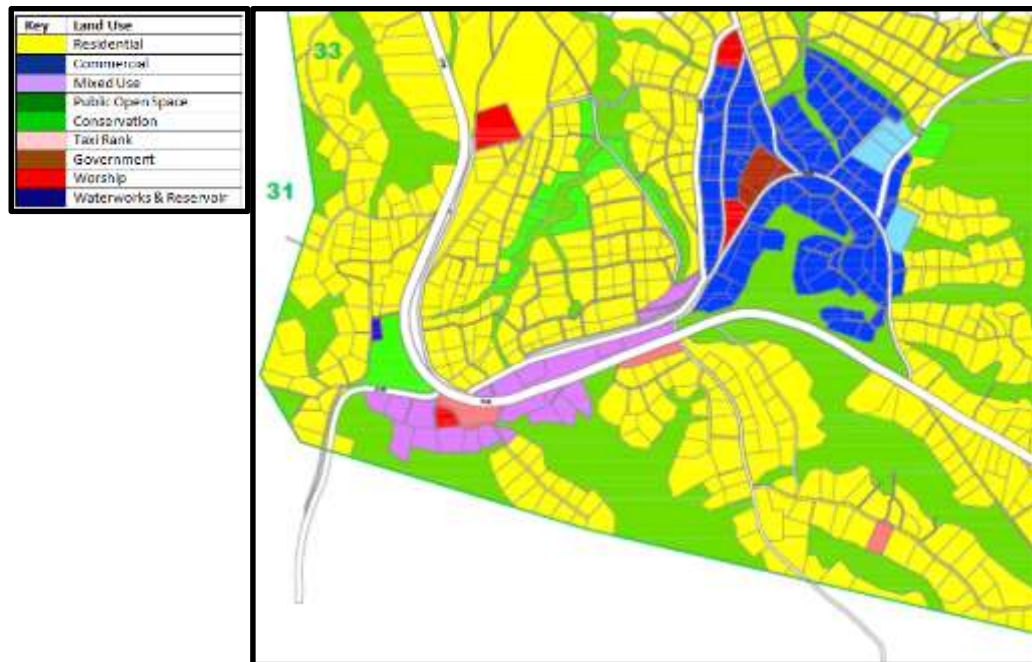 Key Land Use
Residential
Commercial
Mixed Use
Public Open Space
Conservation
Taxi Rank
Government
Worship
Waterworks & Reservoir
33
31